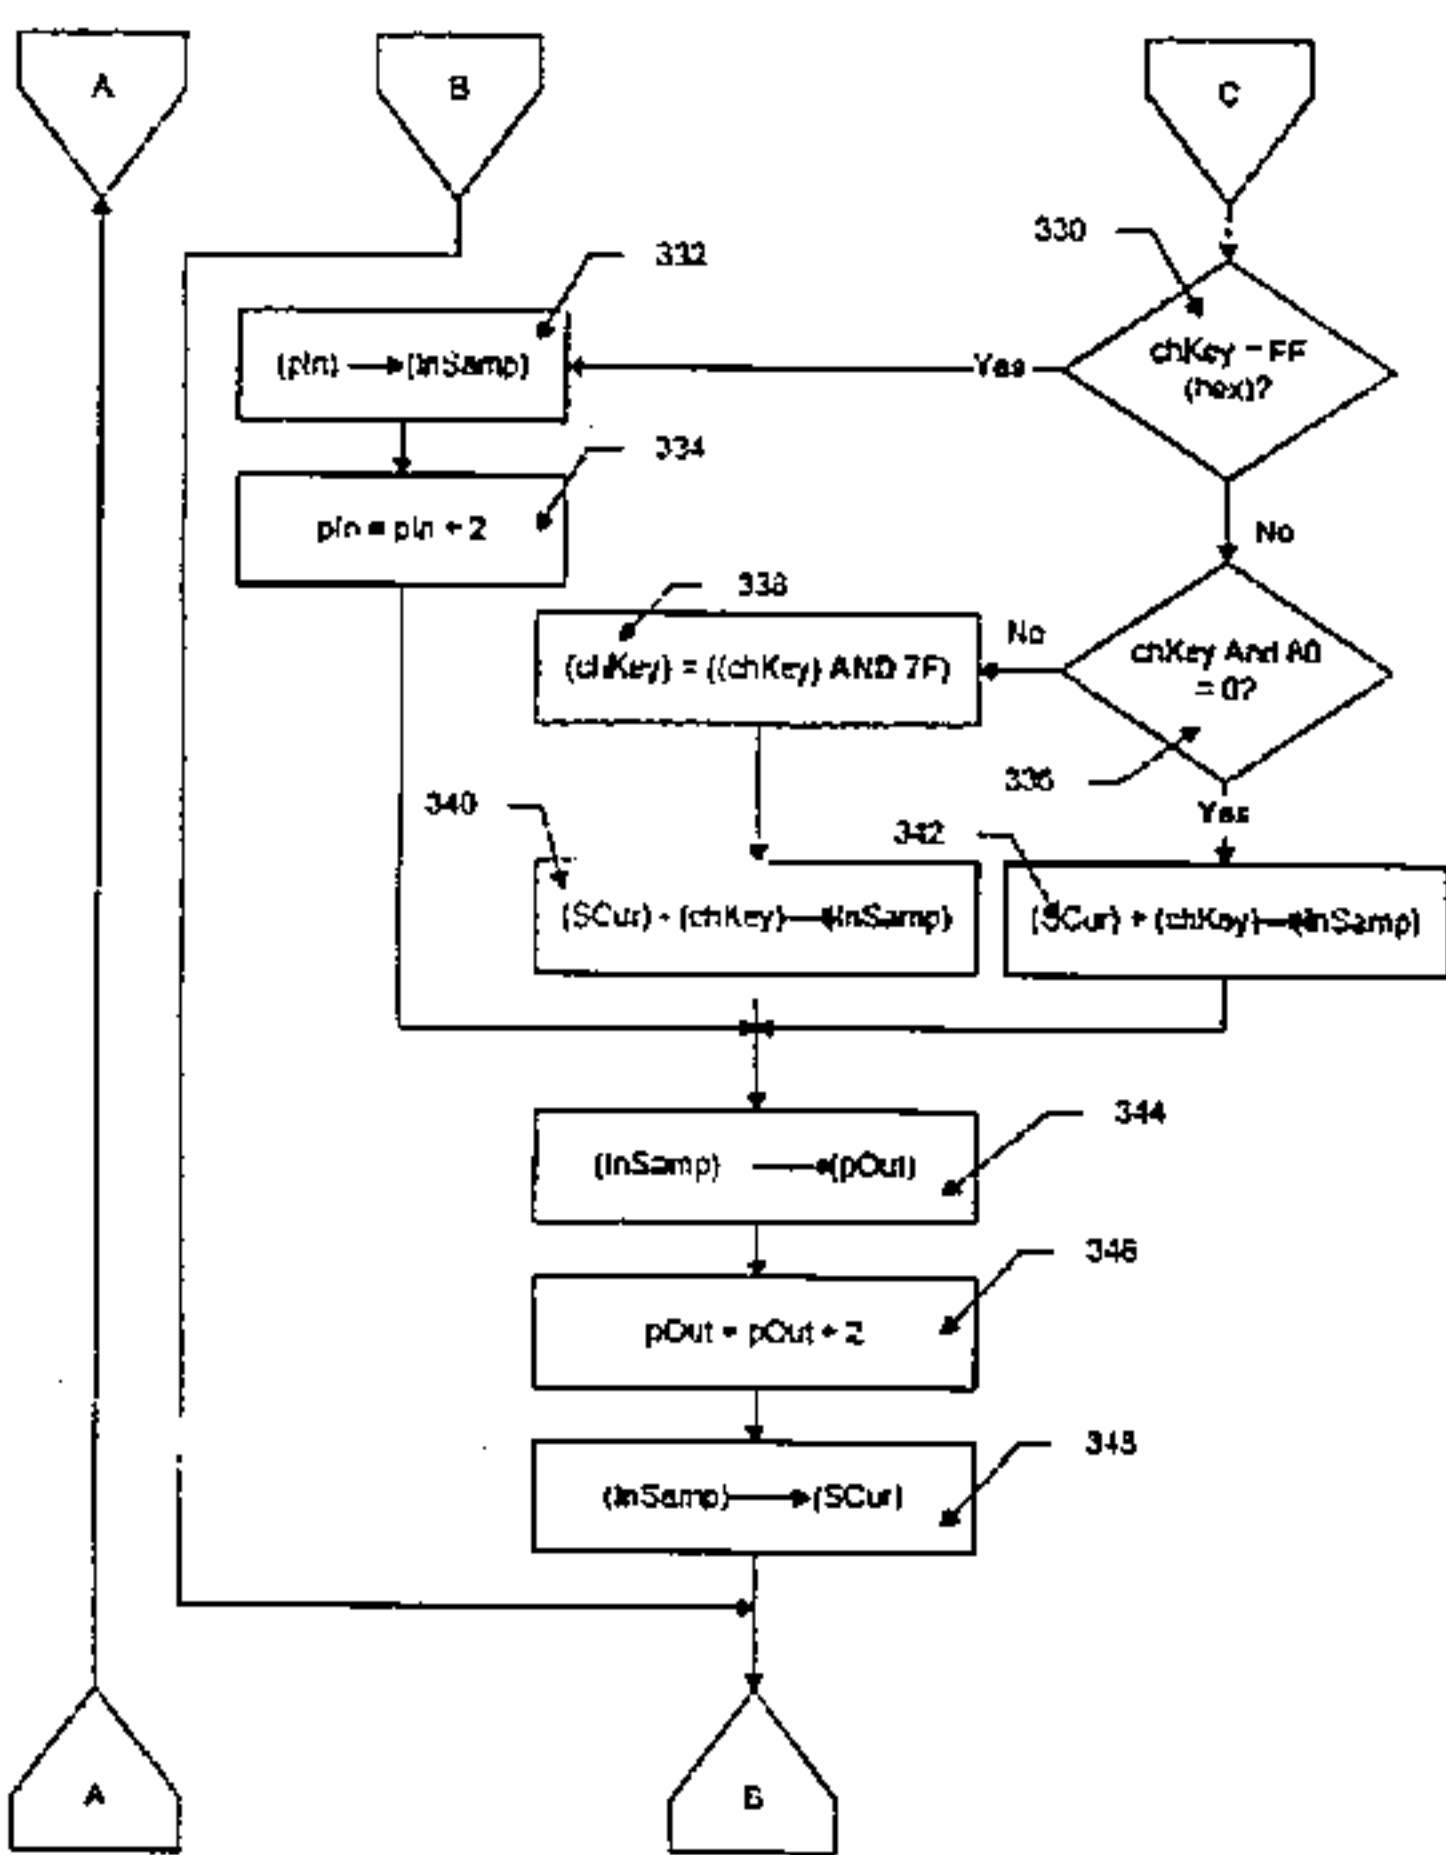 A
B
C
332
330
(pIn) → (InSamp)
Yes
chKey = FF
(hex)?
334
pIn = pIn + 2
No
338
No
(chKey) = ((chKey) AND 7F)
chKey And 80
= 0?
336
340
Yes
342
(SCur) - (chKey) → (InSamp)
(SCur) + (chKey) → (InSamp)
344
(InSamp) → (pOut)
346
pOut = pOut + 2
348
(InSamp) → (SCur)
A
B